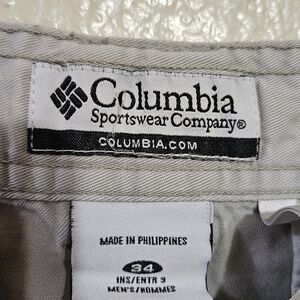 Columbia
Sportswear Company®
COLUMBIA.COM
MADE IN PHILIPPINES
34
INS/ENTR 9
MEN'S/HOMMES